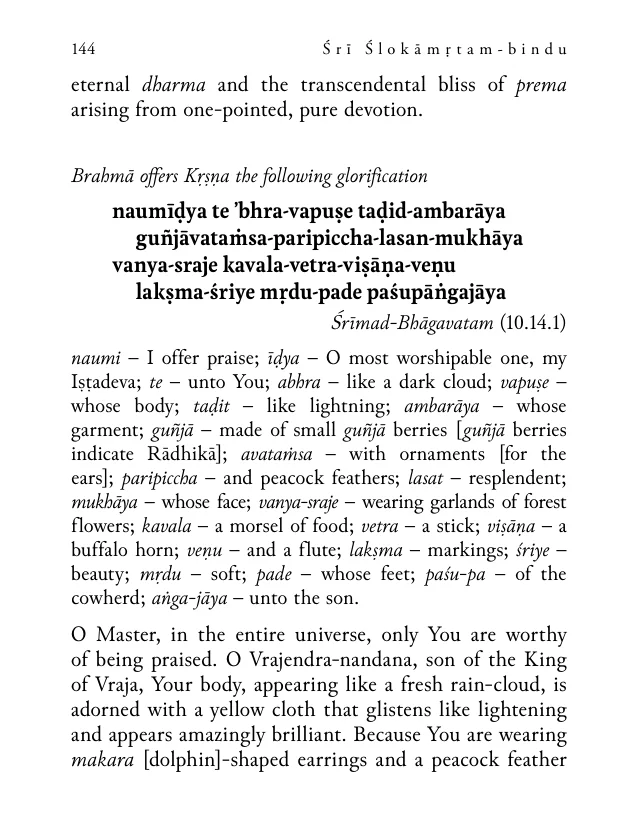 144 Śrī Ślokāmṛtam-bindu
eternal dharma and the transcendental bliss of prema
arising from one-pointed, pure devotion.
Brahmā offers Kṛṣṇa the following glorification
naumīḍya te ’bhra-vapuṣe taḍid-ambarāya
guñjāvataṁsa-paripiccha-lasan-mukhāya
vanya-sraje kavala-vetra-viṣāṇa-veṇu
lakṣma-śriye mṛdu-pade paśupāṅgajāya
Śrīmad-Bhāgavatam (10.14.1)
naumi – I offer praise; īḍya – O most worshipable one, my
Iṣṭadeva; te – unto You; abhra – like a dark cloud; vapuṣe –
whose body; taḍit – like lightning; ambarāya – whose
garment; guñjā – made of small guñjā berries [guñjā berries
indicate Rādhikā]; avataṁsa – with ornaments [for the
ears]; paripiccha – and peacock feathers; lasat – resplendent;
mukhāya – whose face; vanya-sraje – wearing garlands of forest
flowers; kavala – a morsel of food; vetra – a stick; viṣāṇa – a
buffalo horn; veṇu – and a flute; lakṣma – markings; śriye –
beauty; mṛdu – soft; pade – whose feet; paśu-pa – of the
cowherd; aṅga-jāya – unto the son.
O Master, in the entire universe, only You are worthy
of being praised. O Vrajendra-nandana, son of the King
of Vraja, Your body, appearing like a fresh rain-cloud, is
adorned with a yellow cloth that glistens like lightening
and appears amazingly brilliant. Because You are wearing
makara [dolphin]-shaped earrings and a peacock feather